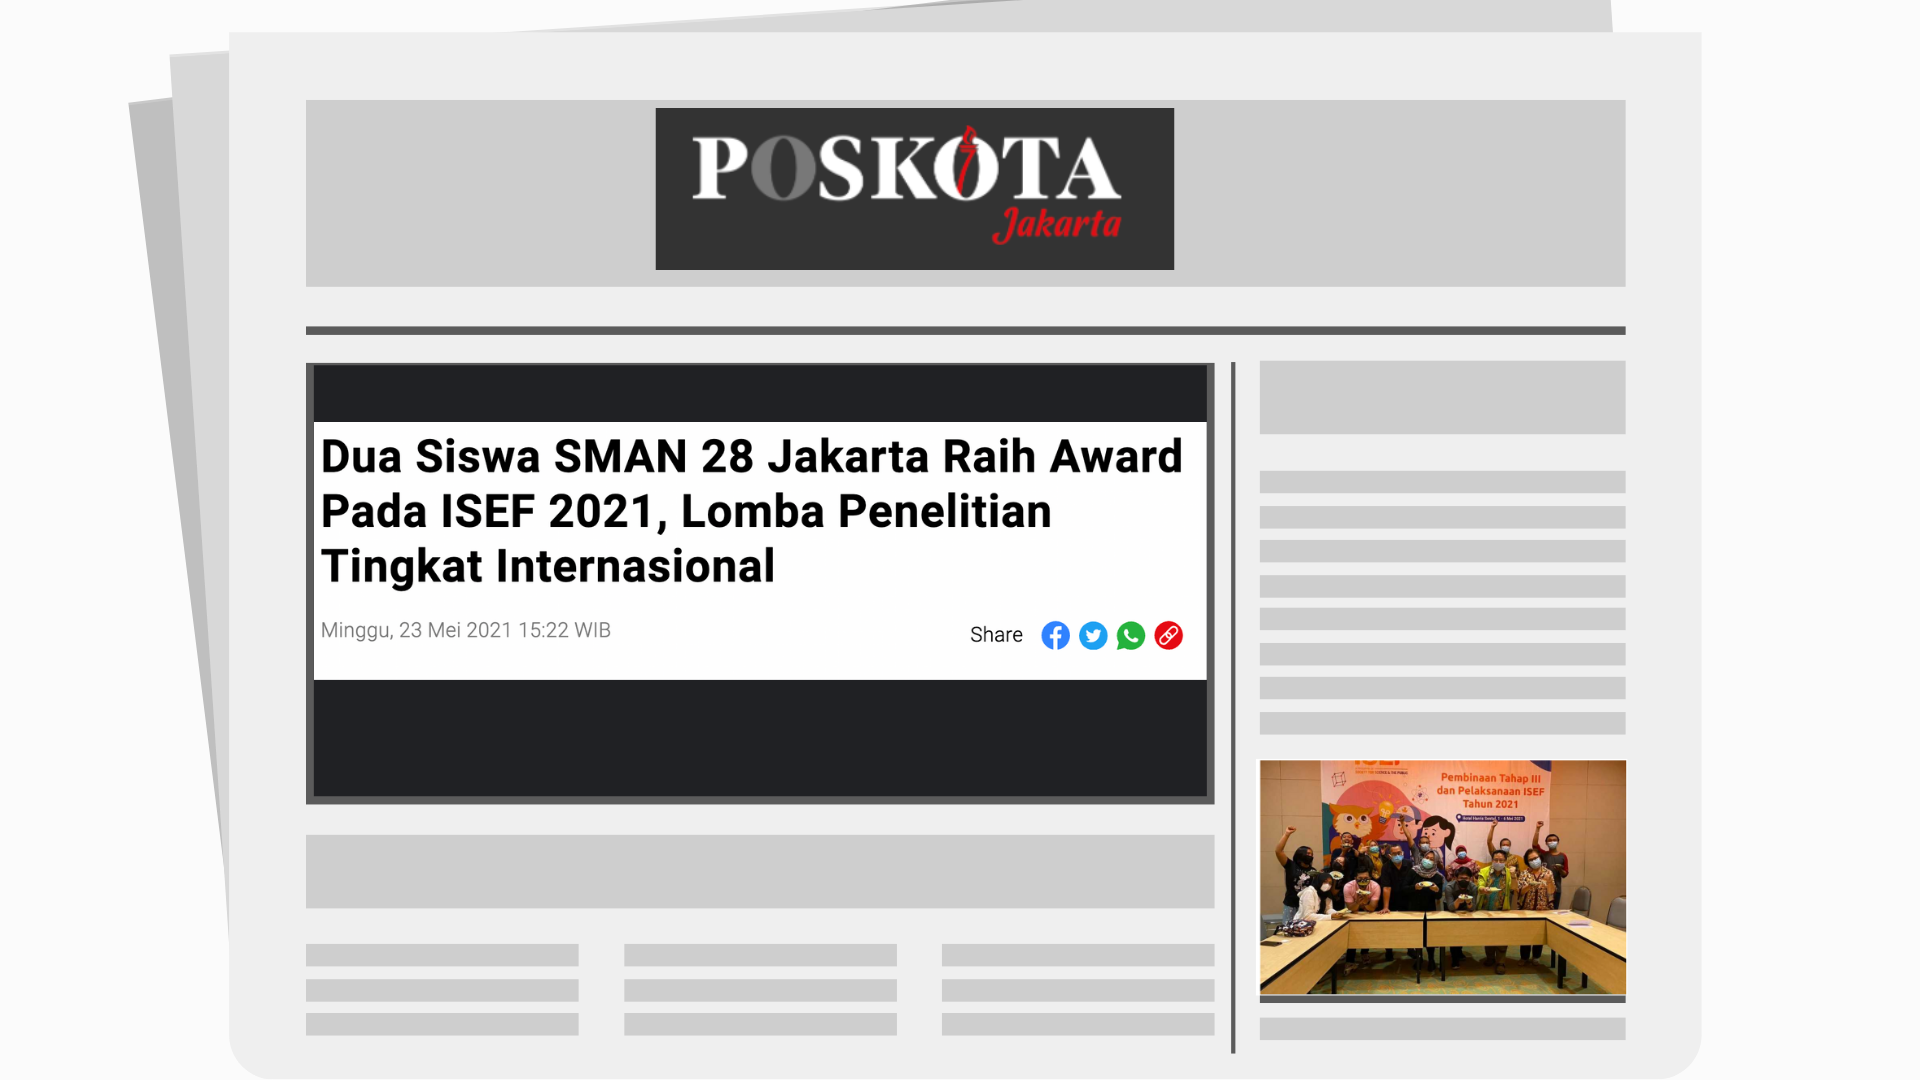 POSKOTA
Jakarta
Dua Siswa SMAN 28 Jakarta Raih Award
Pada ISEF 2021, Lomba Penelitian
Tingkat Internasional
Minggu, 23 Mei 2021 15:22 WIB
Share
Pembinaan Tahap III
dan Pelaksanaan ISEF
Tahun 2021